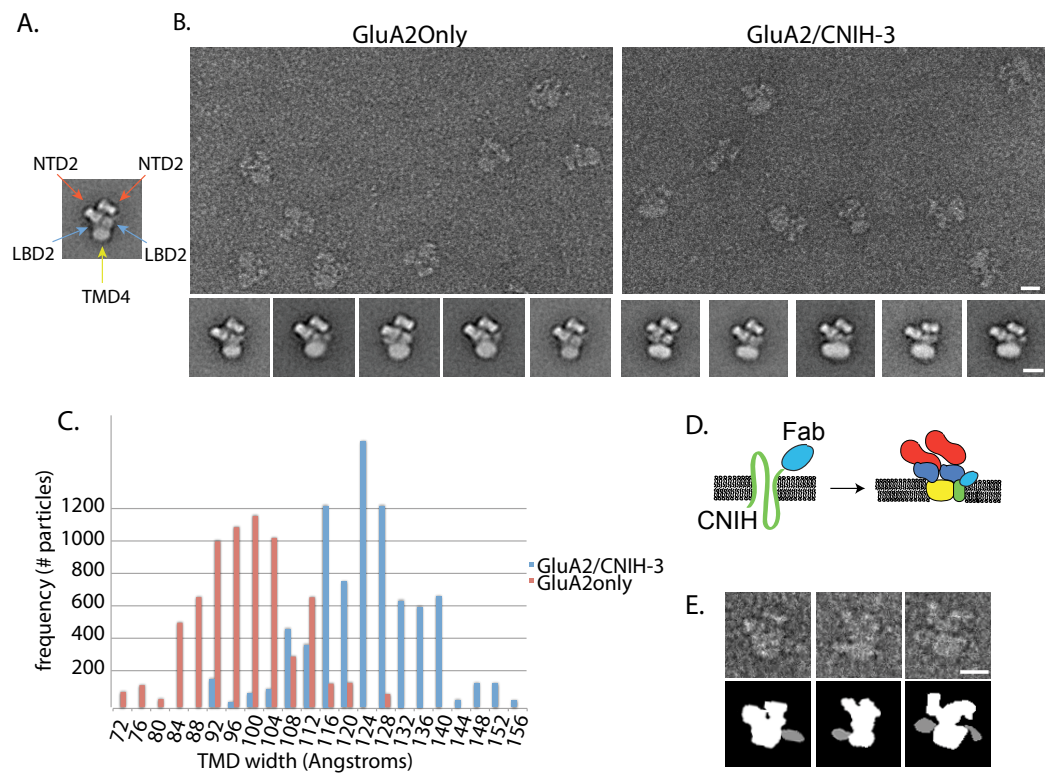 A.
B.
GluA2Only
GluA2/CNIH-3
NTD2
NTD2
LBD2
LBD2
TMD4
C.
frequency (# particles)
1200
1000
800
600
400
200
72 76 80 84 88 92 96 100 104 108 112 116 120 124 128 132 136 140 144 148 152 156
TMD width (Angstroms)
GluA2/CNIH-3
GluA2only
D.
Fab
CNIH
E.